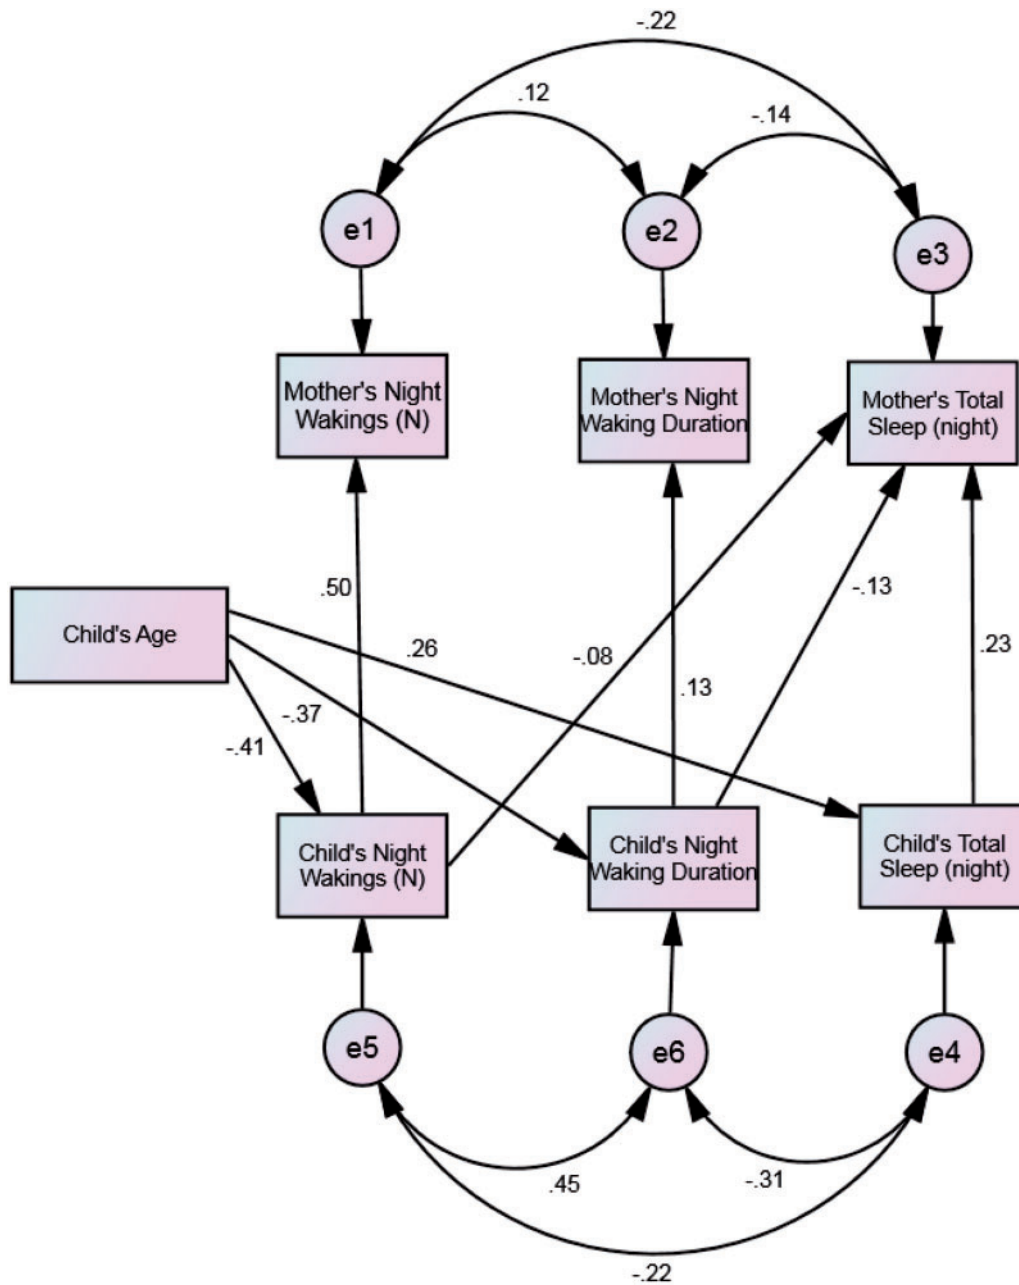 -.22
.12
-.14
e1
e2
e3
Mother's Night
Wakings (N)
Mother's Night
Waking Duration
Mother's Total
Sleep (night)
.50
-.13
Child's Age
.26
-.08
.23
.13
-.37
-.41
Child's Night
Wakings (N)
Child's Night
Waking Duration
Child's Total
Sleep (night)
e5
e6
e4
.45
-.31
-.22